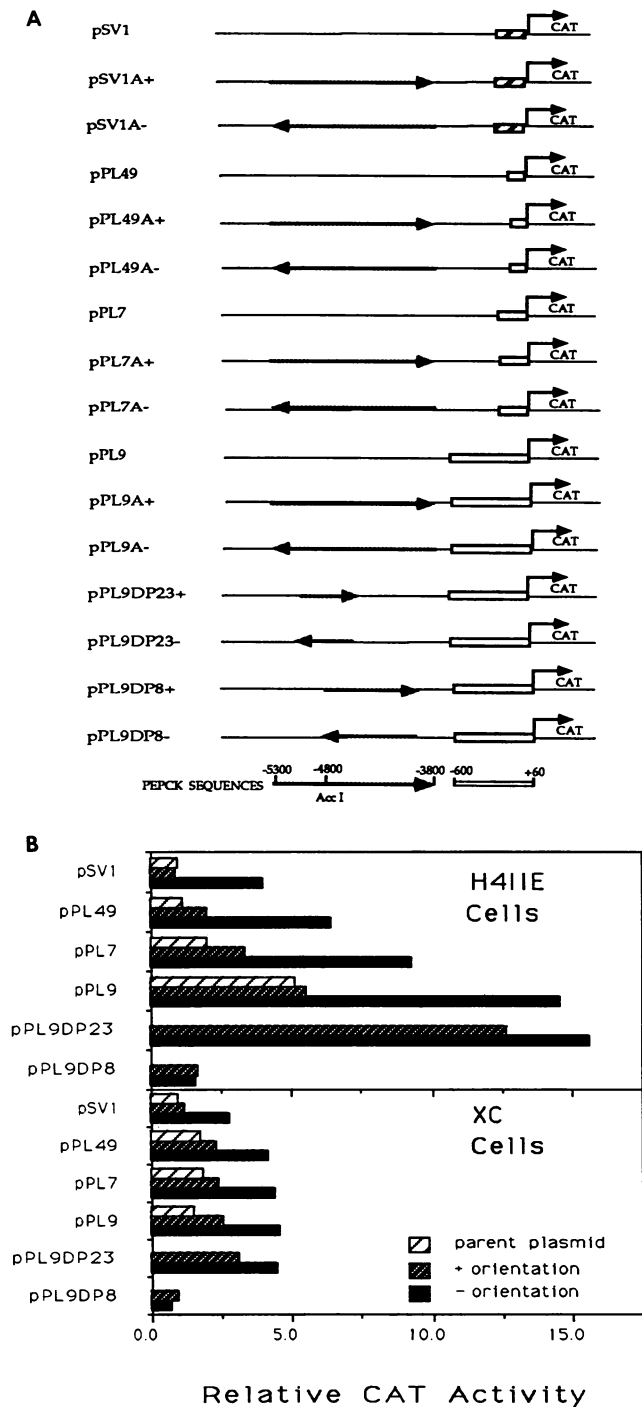 A
pSV1 CAT
pSV1A+ CAT
pSV1A- CAT
pPL49 CAT
pPL49A+ CAT
pPL49A- CAT
pPL7 CAT
pPL7A+ CAT
pPL7A- CAT
pPL9 CAT
pPL9A+ CAT
pPL9A- CAT
pPL9DP23+ CAT
pPL9DP23- CAT
pPL9DP8+ CAT
pPL9DP8- CAT
-5300 -4800 -3800 -600 +60
PEPCK SEQUENCES
Acc I
B
pSV1
H4IIE
Cells
pPL49
pPL7
pPL9
pPL9DP23
pPL9DP8
pSV1
XC
Cells
pPL49
pPL7
pPL9
parent plasmid
pPL9DP23
+ orientation
pPL9DP8
- orientation
0.0 5.0 10.0 15.0
Relative CAT Activity